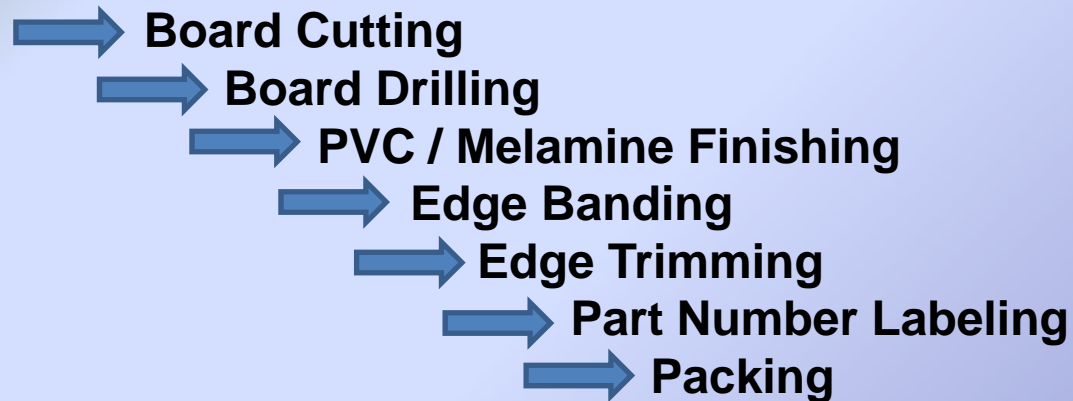 Board Cutting
Board Drilling
PVC / Melamine Finishing
Edge Banding
Edge Trimming
Part Number Labeling
Packing